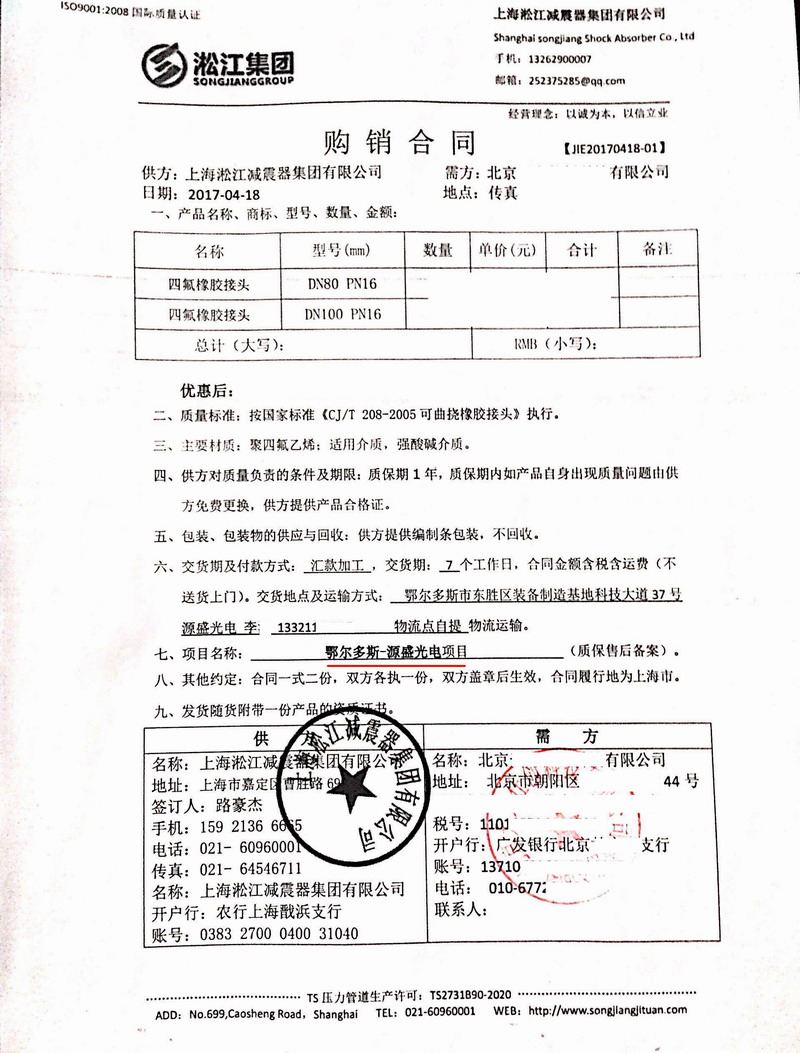 ISO9001:2008 国际质量认证
上海淞江减震器集团有限公司
Shanghai songjiang Shock Absorber Co., Ltd
手机：13262900007
邮箱：252375285@qq.com
淞江集团
SONGJIANGGROUP
经营理念：以诚为本，以信立业
购销合同
【JIE20170418-01】
供方：上海淞江减震器集团有限公司 需方：北京 有限公司
日期：2017-04-18 地点：传真
一、产品名称、商标、型号、数量、金额：
名称 型号(mm) 数量 单价(元) 合计 备注
四氟橡胶接头 DN80 PN16
四氟橡胶接头 DN100 PN16
总计（大写）： RMB（小写）：
优惠后：
二、质量标准：按国家标准《CJ/T 208-2005 可曲挠橡胶接头》执行。
三、主要材质：聚四氟乙烯；适用介质，强酸碱介质。
四、供方对质量负责的条件及期限：质保期 1 年，质保期内如产品自身出现质量问题由供
方免费更换，供方提供产品合格证。
五、包装、包装物的供应与回收：供方提供编制条包装，不回收。
六、交货期及付款方式：汇款加工，交货期：7 个工作日，合同金额含税含运费（不
送货上门）。交货地点及运输方式：鄂尔多斯市东胜区装备制造基地科技大道 37 号
源盛光电 李 133211 物流点自提 物流运输。
七、项目名称：鄂尔多斯-源盛光电项目（质保售后备案）。
八、其他约定：合同一式二份，双方各执一份，双方盖章后生效，合同履行地为上海市。
九、发货随货附带一份产品的资质证书。
供 方
名称：上海淞江减震器集团有限公司
地址：上海市嘉定区曹胜路 69
签订人：路豪杰
手机：159 2136 6665
电话：021- 60960001
传真：021- 64546711
名称：上海淞江减震器集团有限公司
开户行：农行上海戬浜支行
账号：0383 2700 0400 31040
上海淞江减震器集团有限公司
需 方
名称：北京 有限公司
地址：北京市朝阳区 44 号
税号：1101
开户行：广发银行北京 支行
账号：13710
电话：010-6772
联系人：
TS 压力管道生产许可：TS2731B90-2020
ADD：No.699,Caosheng Road，Shanghai TEL：021-60960001 WEB：http://www.songjiangjituan.com